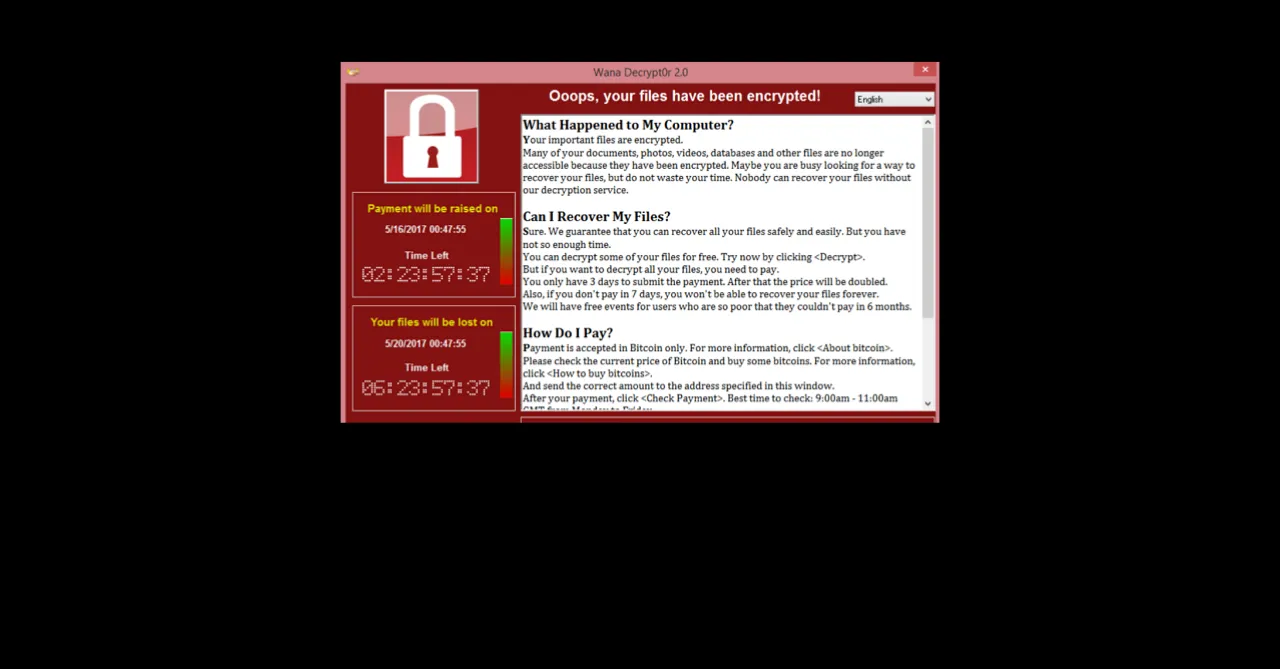 Wana Decrypt0r 2.0
Ooops, your files have been encrypted!
English
Payment will be raised on
5/16/2017 00:47:55
Time Left
02:23:57:37
Your files will be lost on
5/20/2017 00:47:55
Time Left
06:23:57:37
What Happened to My Computer?
Your important files are encrypted.
Many of your documents, photos, videos, databases and other files are no longer
accessible because they have been encrypted. Maybe you are busy looking for a way to
recover your files, but do not waste your time. Nobody can recover your files without
our decryption service.
Can I Recover My Files?
Sure. We guarantee that you can recover all your files safely and easily. But you have
not so enough time.
You can decrypt some of your files for free. Try now by clicking <Decrypt>.
But if you want to decrypt all your files, you need to pay.
You only have 3 days to submit the payment. After that the price will be doubled.
Also, if you don't pay in 7 days, you won't be able to recover your files forever.
We will have free events for users who are so poor that they couldn't pay in 6 months.
How Do I Pay?
Payment is accepted in Bitcoin only. For more information, click <About bitcoin>.
Please check the current price of Bitcoin and buy some bitcoins. For more information,
click <How to buy bitcoins>.
And send the correct amount to the address specified in this window.
After your payment, click <Check Payment>. Best time to check: 9:00am - 11:00am
GMT from Monday to Friday